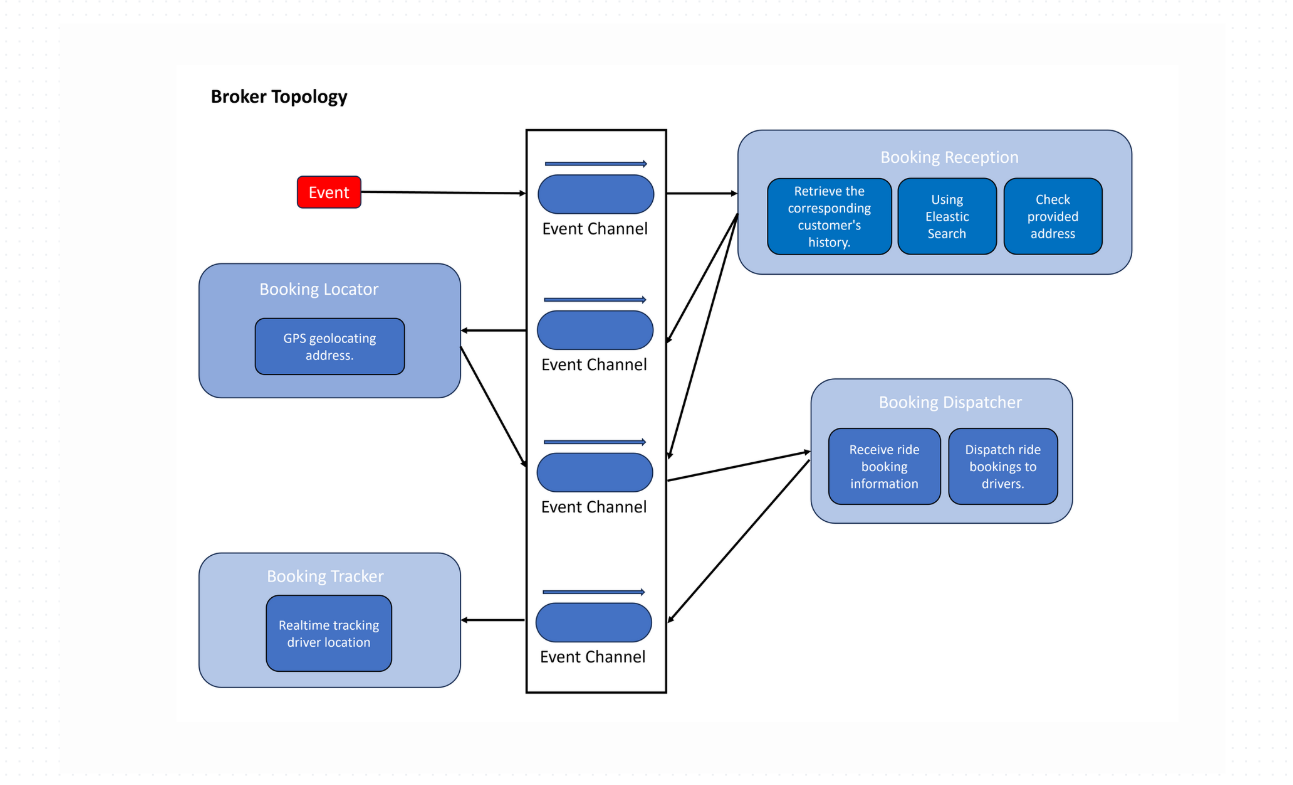 Broker Topology
Event
Event Channel
Booking Reception
Retrieve the
corresponding
customer's
history.
Using
Eleastic
Search
Check
provided
address
Booking Locator
GPS geolocating
address.
Event Channel
Booking Dispatcher
Receive ride
booking
information
Dispatch ride
bookings to
drivers.
Event Channel
Booking Tracker
Realtime tracking
driver location
Event Channel